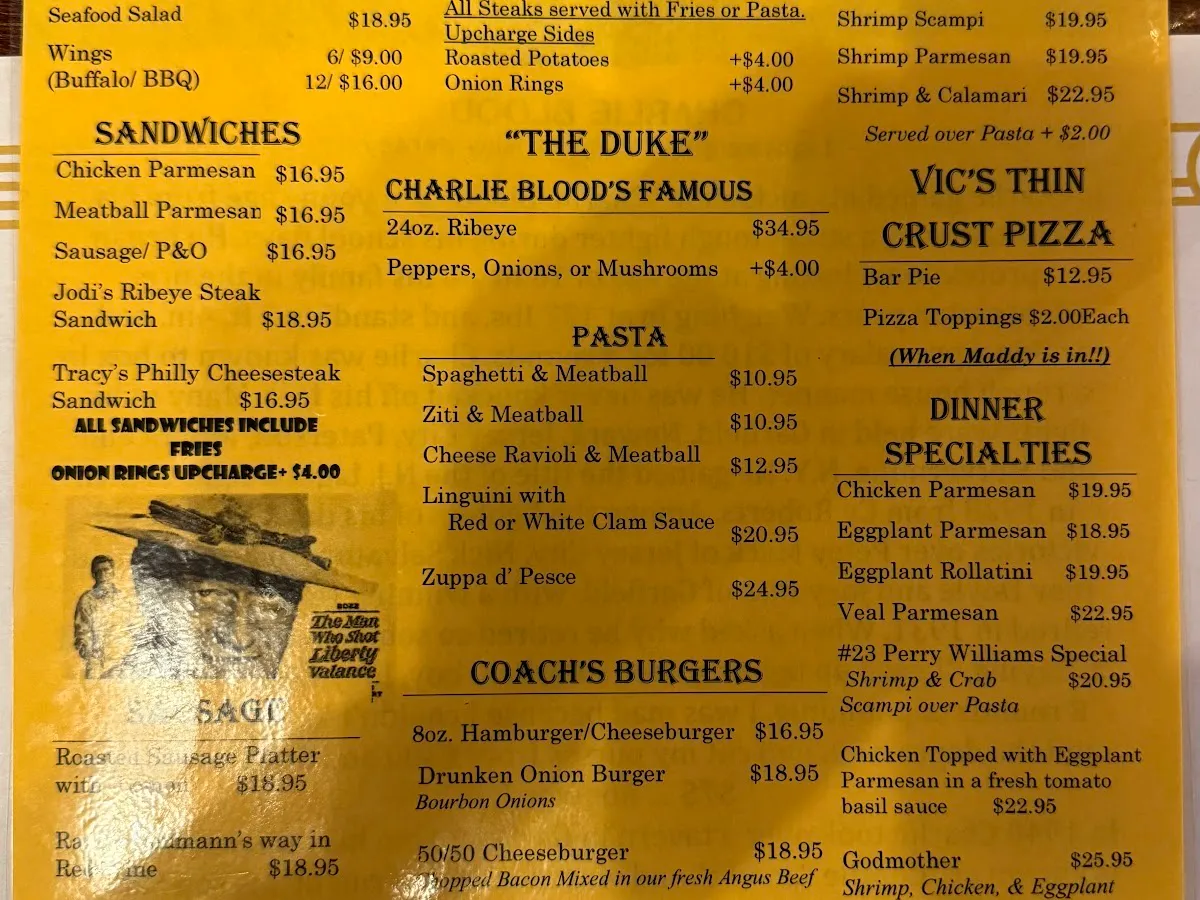 Seafood Salad $18.95
Wings 6/ $9.00
(Buffalo/ BBQ) 12/ $16.00
SANDWICHES
Chicken Parmesan $16.95
Meatball Parmesan $16.95
Sausage/ P&O $16.95
Jodi's Ribeye Steak
Sandwich $18.95
Tracy's Philly Cheesesteak
Sandwich $16.95
ALL SANDWICHES INCLUDE
FRIES
ONION RINGS UPCHARGE+ $4.00
The Man
Who Shot
Liberty
Valance
SAUSAGE
Roasted Sausage Platter
with $18.95
way in
$18.95
All Steaks served with Fries or Pasta.
Upcharge Sides
Roasted Potatoes +$4.00
Onion Rings +$4.00
"THE DUKE"
CHARLIE BLOOD'S FAMOUS
24oz. Ribeye $34.95
Peppers, Onions, or Mushrooms +$4.00
PASTA
Spaghetti & Meatball $10.95
Ziti & Meatball $10.95
Cheese Ravioli & Meatball $12.95
Linguini with
Red or White Clam Sauce $20.95
Zuppa d' Pesce $24.95
COACH'S BURGERS
8oz. Hamburger/Cheeseburger $16.95
Drunken Onion Burger $18.95
Bourbon Onions
50/50 Cheeseburger $18.95
Chopped Bacon Mixed in our fresh Angus Beef
Shrimp Scampi $19.95
Shrimp Parmesan $19.95
Shrimp & Calamari $22.95
Served over Pasta + $2.00
VIC'S THIN
CRUST PIZZA
Bar Pie $12.95
Pizza Toppings $2.00Each
(When Maddy is in!!)
DINNER
SPECIALTIES
Chicken Parmesan $19.95
Eggplant Parmesan $18.95
Eggplant Rollatini $19.95
Veal Parmesan $22.95
#23 Perry Williams Special
Shrimp & Crab $20.95
Scampi over Pasta
Chicken Topped with Eggplant
Parmesan in a fresh tomato
basil sauce $22.95
Godmother $25.95
Shrimp, Chicken, & Eggplant